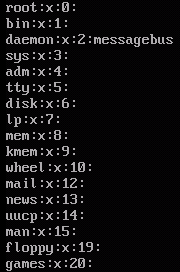 root:x:0:
bin:x:1:
daemon:x:2:messagebus
sys:x:3:
adm:x:4:
tty:x:5:
disk:x:6:
lp:x:7:
mem:x:8:
kmem:x:9:
wheel:x:10:
mail:x:12:
news:x:13:
uucp:x:14:
man:x:15:
floppy:x:19:
games:x:20: